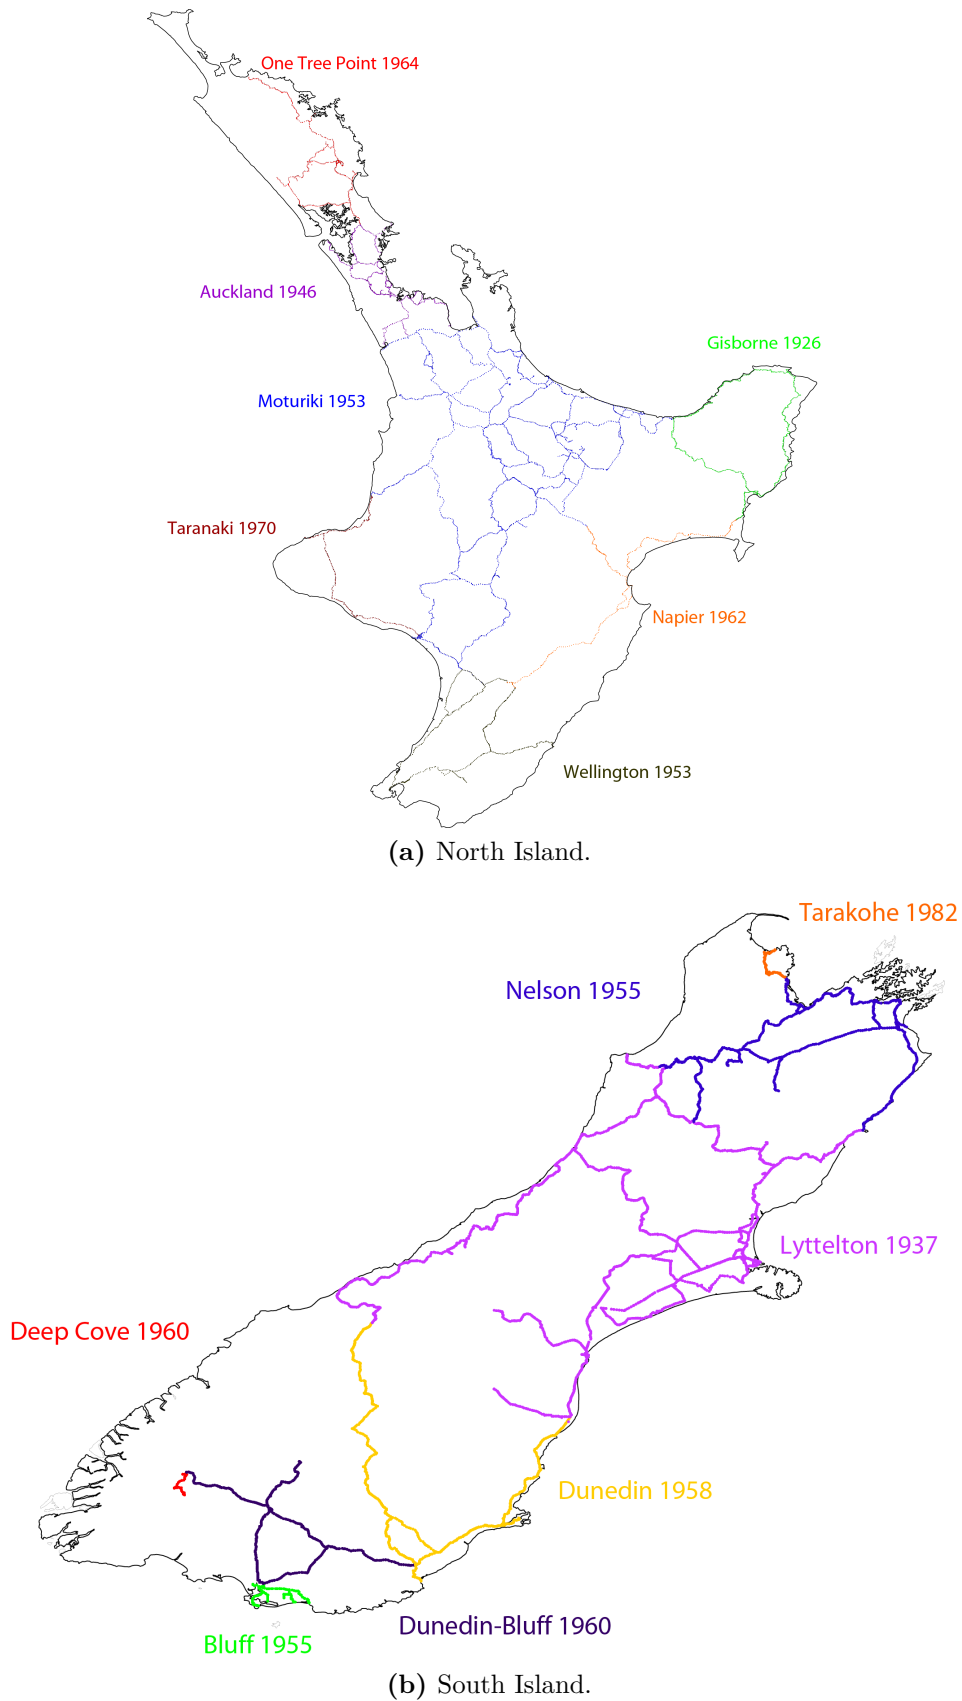 One Tree Point 1964
Auckland 1946
Gisborne 1926
Moturiki 1953
Taranaki 1970
Napier 1962
Wellington 1953
(a) North Island.
Tarakohe 1982
Nelson 1955
Lyttelton 1937
Deep Cove 1960
Dunedin 1958
Dunedin-Bluff 1960
Bluff 1955
(b) South Island.